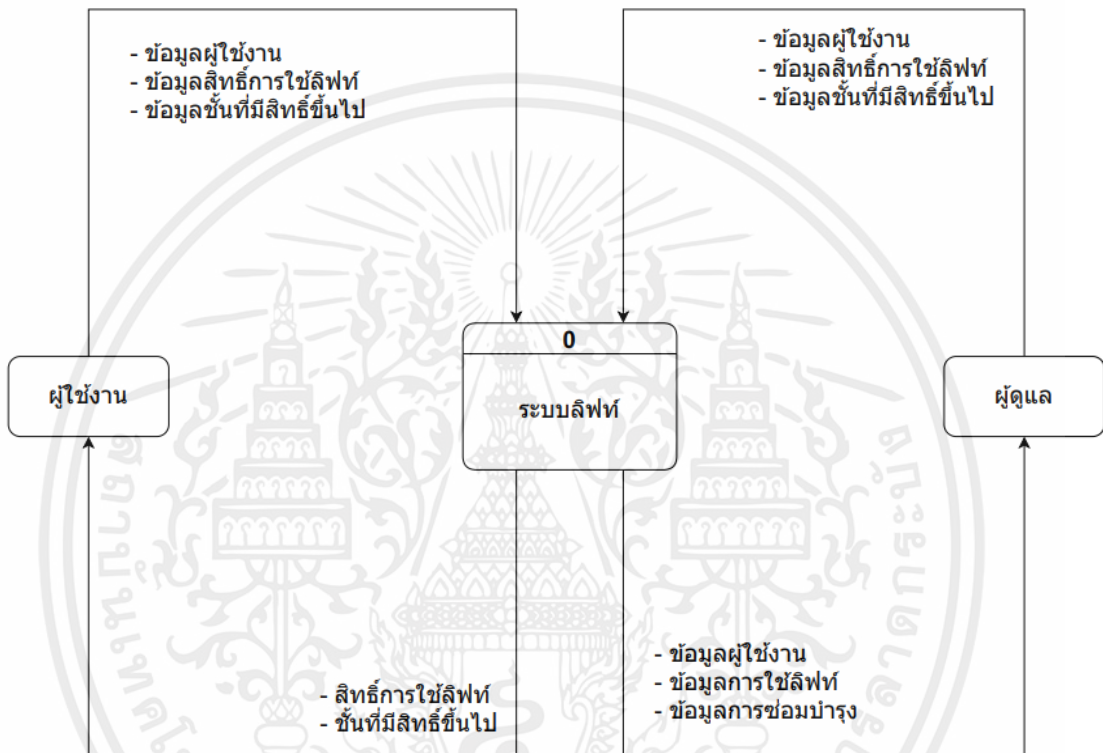 - ข้อมูลผู้ใช้งาน
- ข้อมูลสิทธิ์การใช้ลิฟท์
- ข้อมูลชั้นที่มีสิทธิ์ขึ้นไป
- ข้อมูลผู้ใช้งาน
- ข้อมูลสิทธิ์การใช้ลิฟท์
- ข้อมูลชั้นที่มีสิทธิ์ขึ้นไป
0
ผู้ใช้งาน
ระบบลิฟท์
ผู้ดูแล
- สิทธิ์การใช้ลิฟท์
- ชั้นที่มีสิทธิ์ขึ้นไป
- ข้อมูลผู้ใช้งาน
- ข้อมูลการใช้ลิฟท์
- ข้อมูลการซ่อมบำรุง